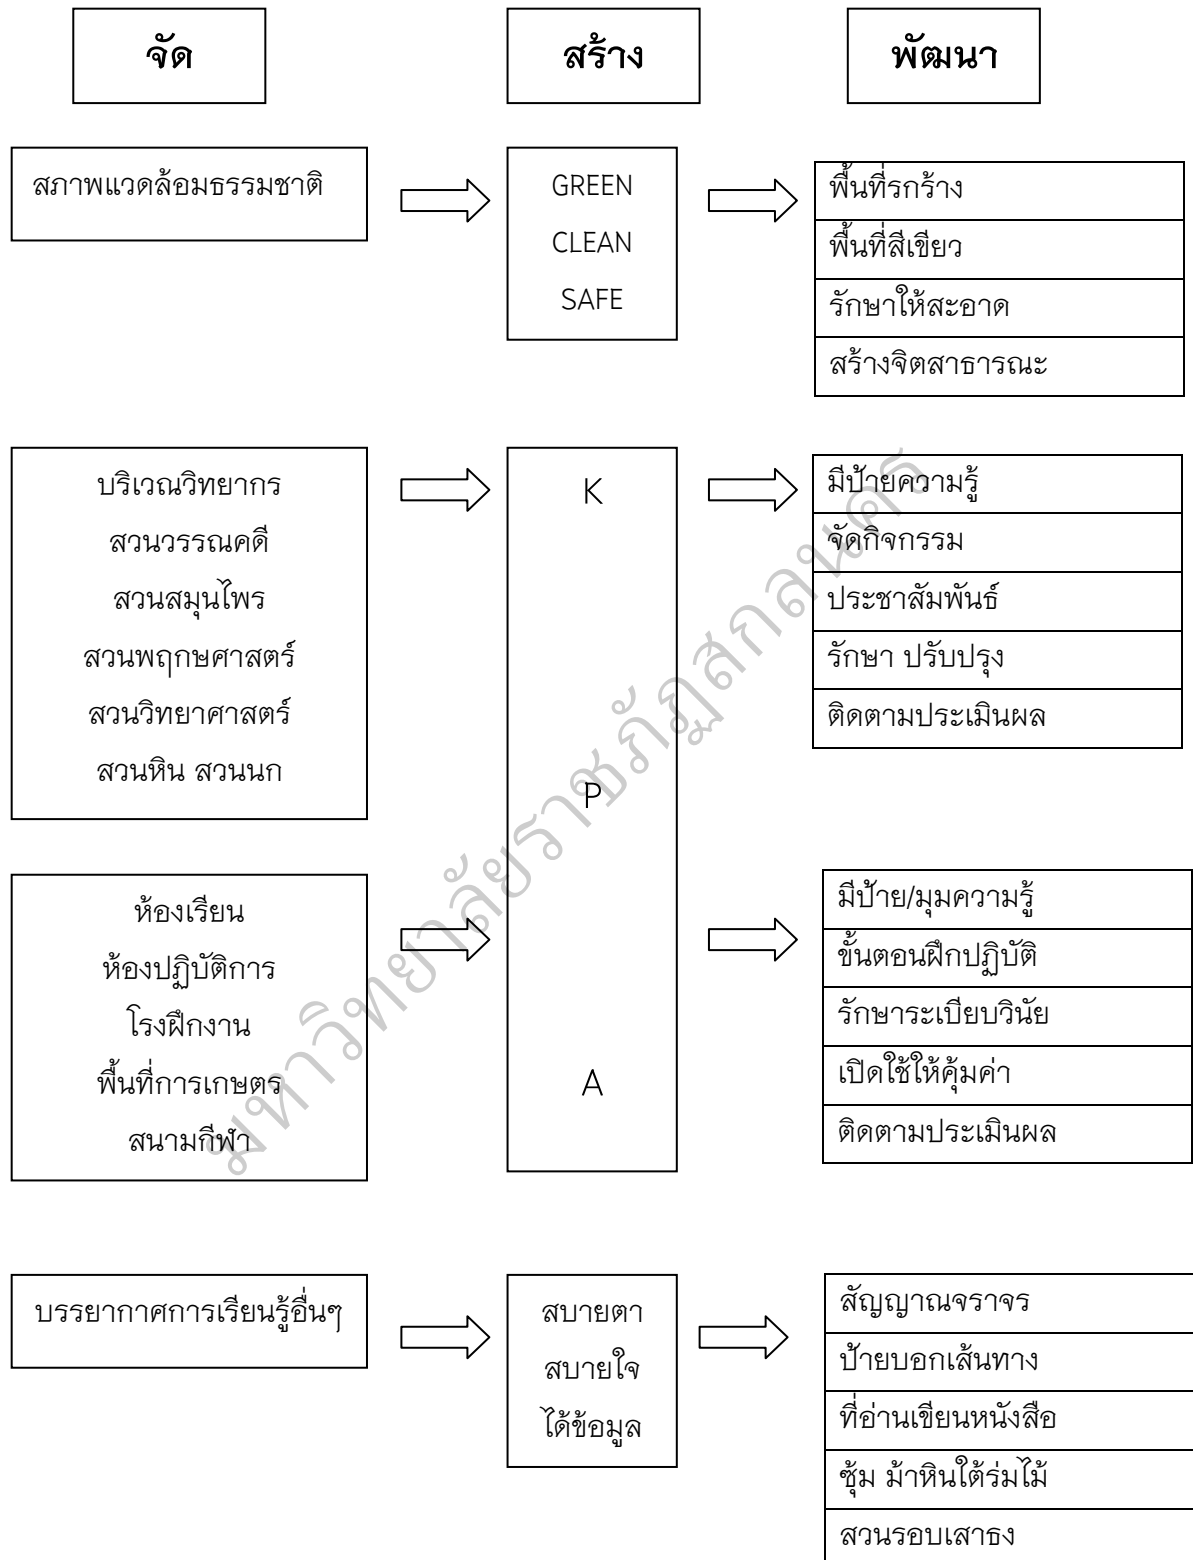 จัด
สร้าง
พัฒนา
สภาพแวดล้อมธรรมชาติ
GREEN
CLEAN
SAFE
พื้นที่รกร้าง
พื้นที่สีเขียว
รักษาให้สะอาด
สร้างจิตสาธารณะ
บริเวณวิทยากร
สวนวรรณคดี
สวนสมุนไพร
สวนพฤกษศาสตร์
สวนวิทยาศาสตร์
สวนหิน สวนนก
K
P
A
มีป้ายความรู้
จัดกิจกรรม
ประชาสัมพันธ์
รักษา ปรับปรุง
ติดตามประเมินผล
ห้องเรียน
ห้องปฏิบัติการ
โรงฝึกงาน
พื้นที่การเกษตร
สนามกีฬา
มีป้าย/มุมความรู้
ขั้นตอนฝึกปฏิบัติ
รักษาระเบียบวินัย
เปิดใช้ให้คุ้มค่า
ติดตามประเมินผล
บรรยากาศการเรียนรู้อื่นๆ
สบายตา
สบายใจ
ได้ข้อมูล
สัญญาณจราจร
ป้ายบอกเส้นทาง
ที่อ่านเขียนหนังสือ
ซุ้ม ม้าหินใต้ร่มไม้
สวนรอบเสาธง
มหาวิทยาลัยราชภัฏสกลนคร